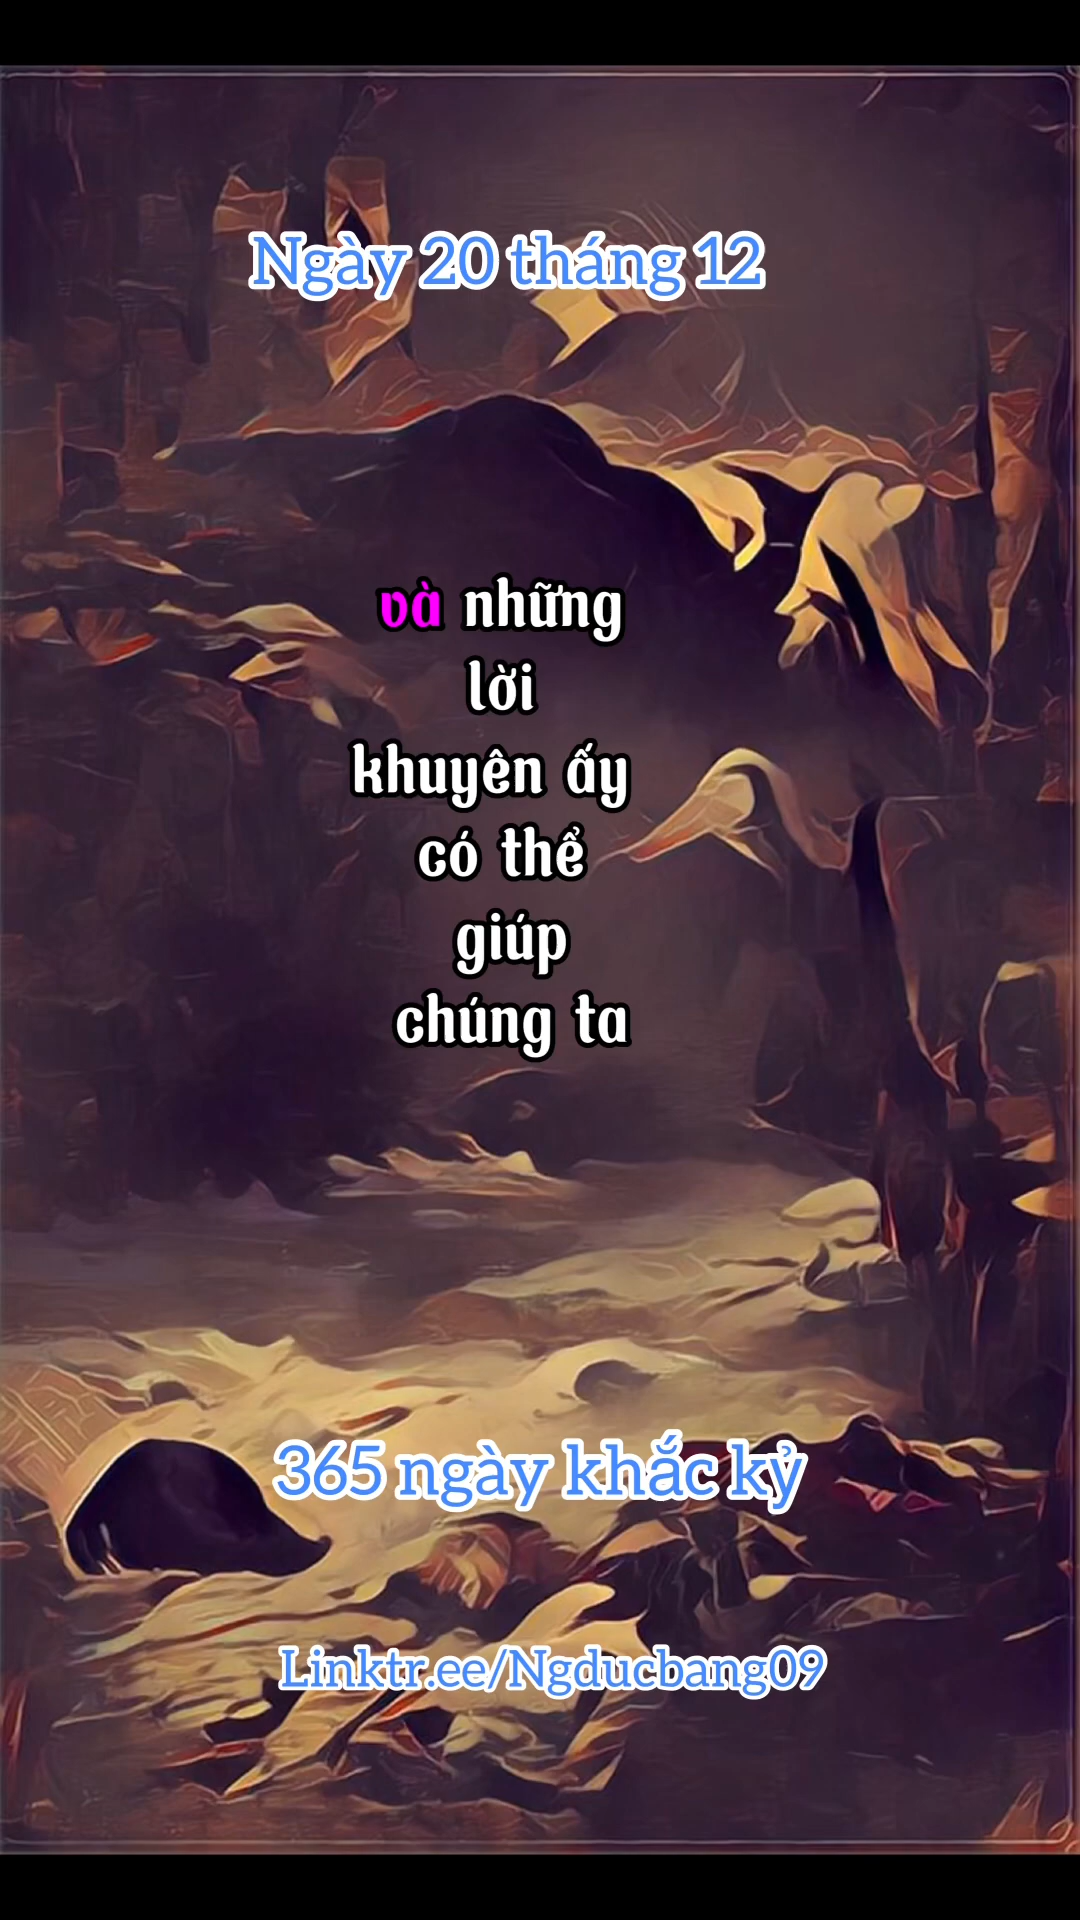 Ngày 20 tháng 12
và những
lời
khuyên ấy
có thể
giúp
chúng ta
365 ngày khắc kỷ
Linktr.ee/Ngducbang09